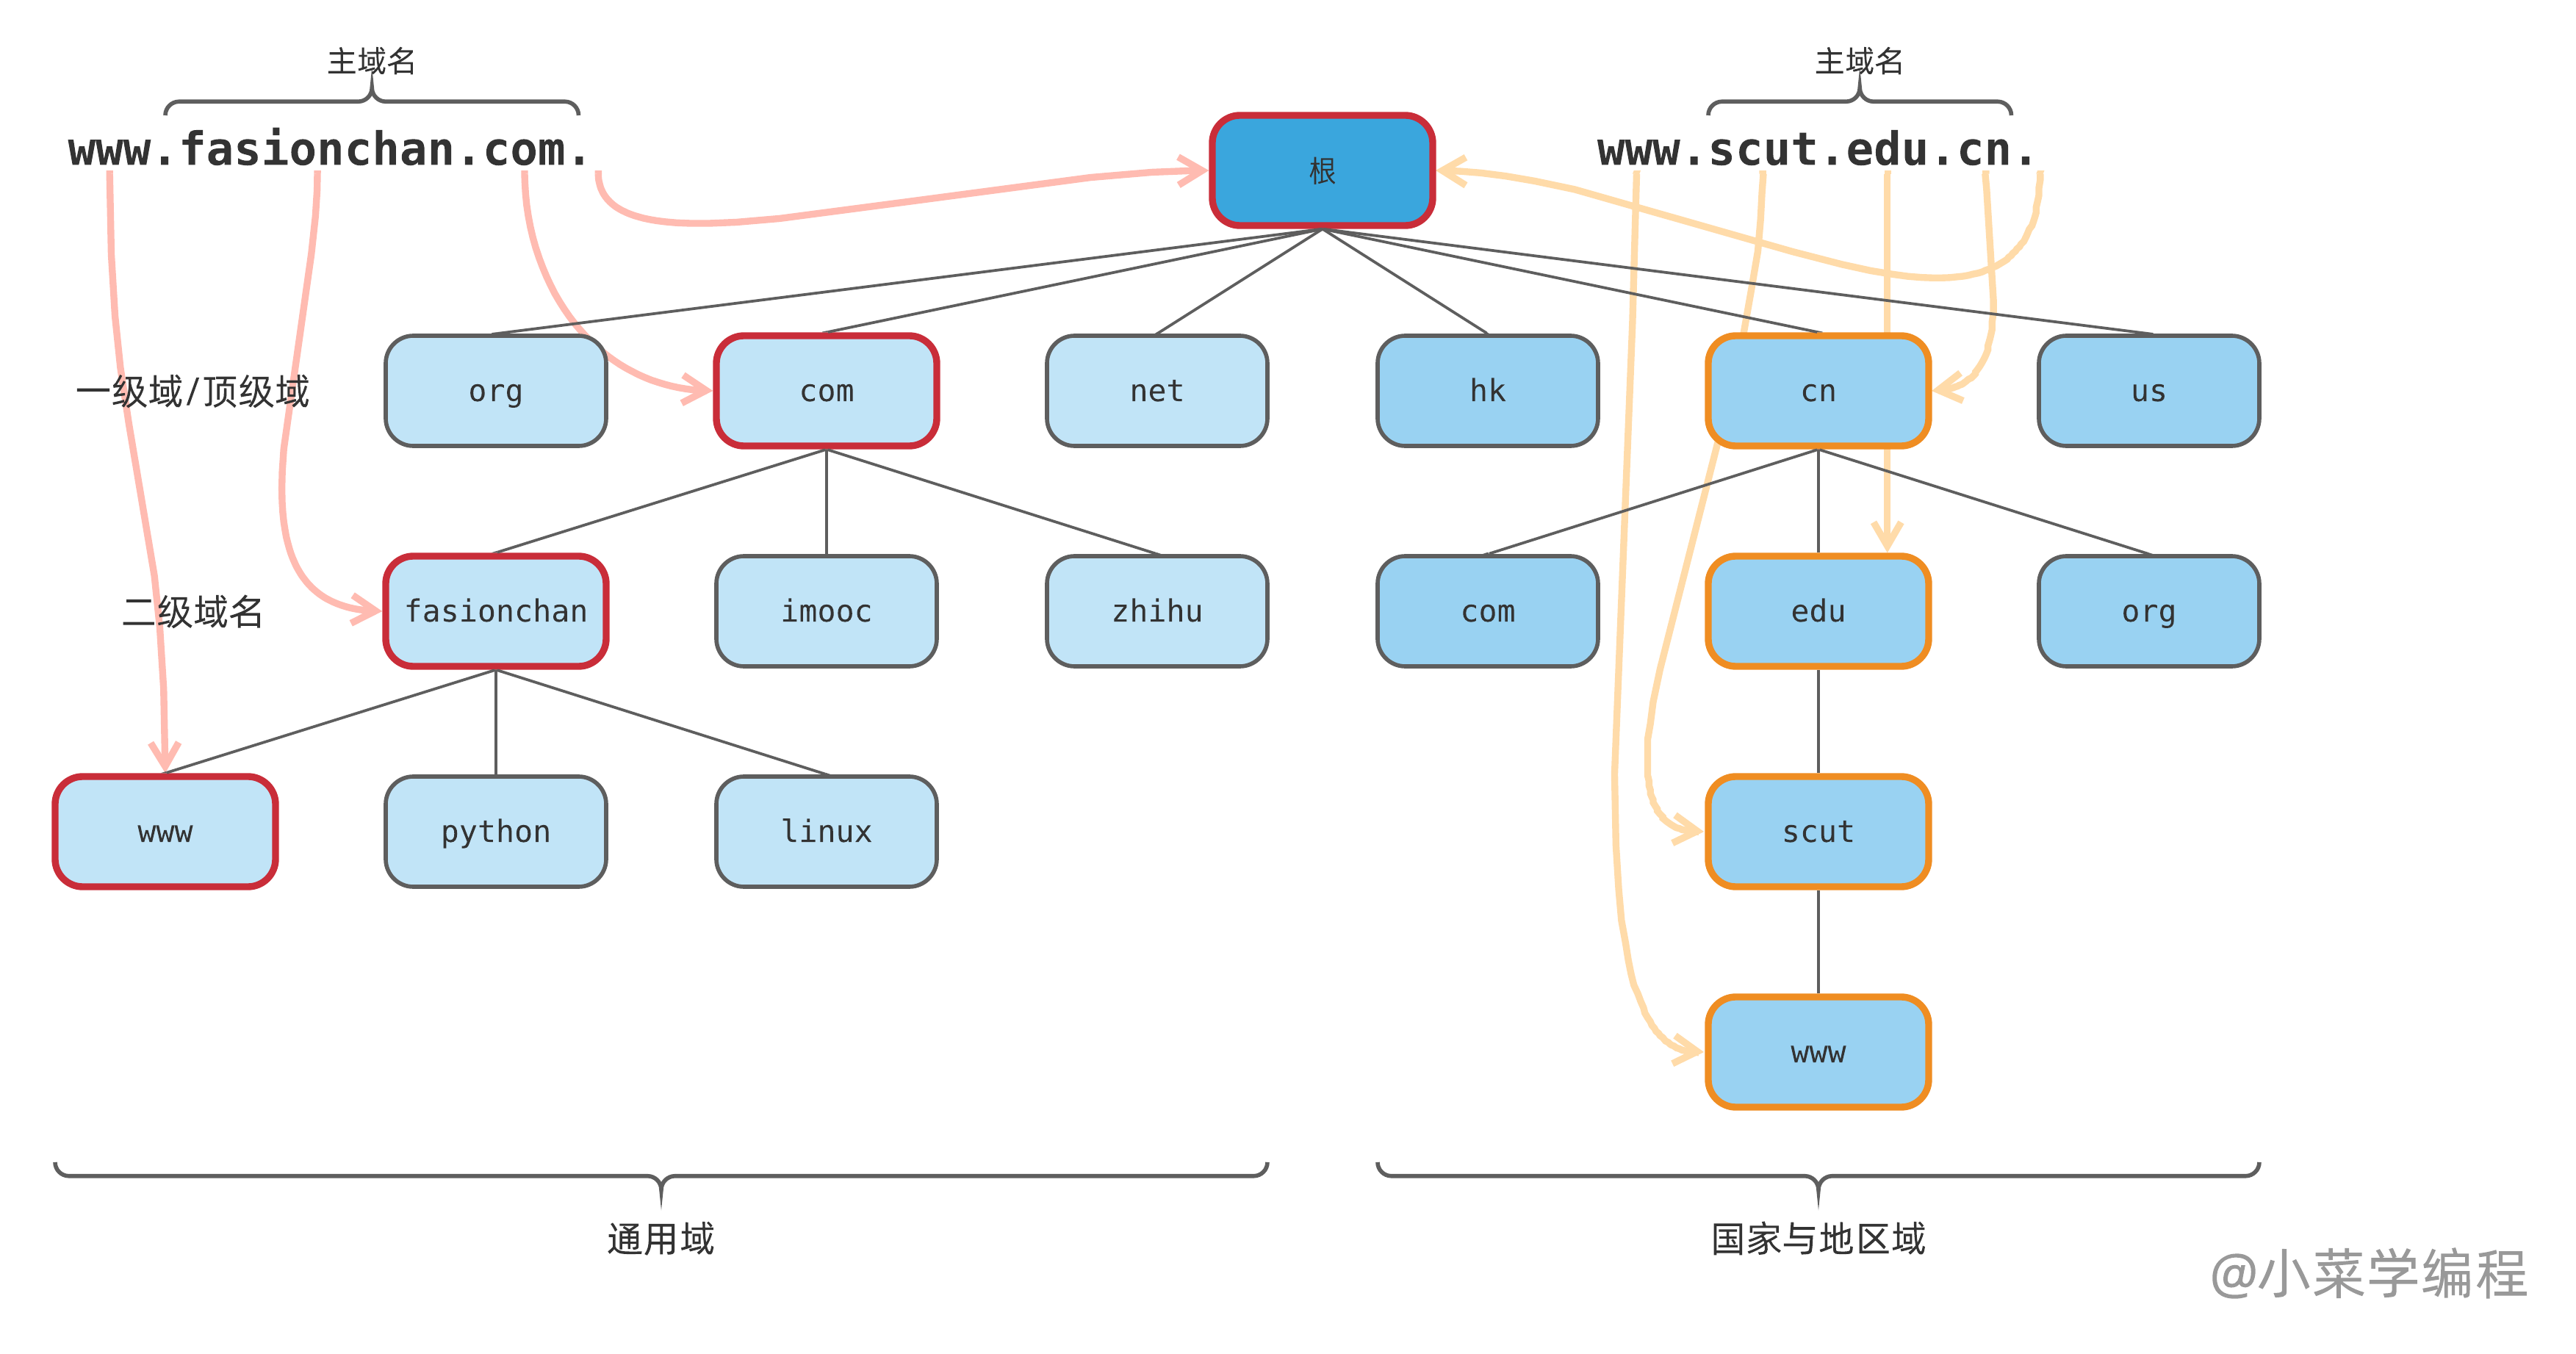 主域名
主域名
www.fasionchan.com.
www.scut.edu.cn.
根
一级域/顶级域
org
com
net
hk
cn
us
二级域名
fasionchan
imooc
zhihu
com
edu
org
www
python
linux
scut
www
通用域
国家与地区域
@小菜学编程